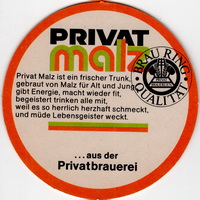 PRIVAT
malz
Privat Malz ist ein frischer Trunk,
gebraut von Malz für Alt und Jung
gibt Energie, macht wieder fit,
begeistert trinken alle mit,
weil es so herrlich herzhaft schmeckt,
und müde Lebensgeister weckt.
BRAU RING
QUALITÄT
...aus der
Privatbrauerei